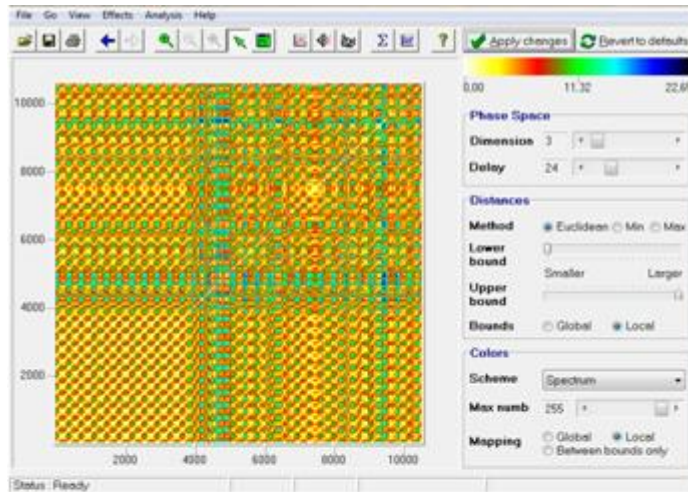 File Go View Effects Analysis Help
Apply changes Revert to defaults
0,00 11.32 22,65
Phase Space
Dimension 3
Delay 24
Distances
Method Euclidean Min Max
Lower bound
Smaller Larger
Upper bound
Bounds Global Local
Colors
Scheme Spectrum
Max numb 255
Mapping Global Local
Between bounds only
10000
8000
6000
4000
2000
2000 4000 6000 8000 10000
Status : Ready